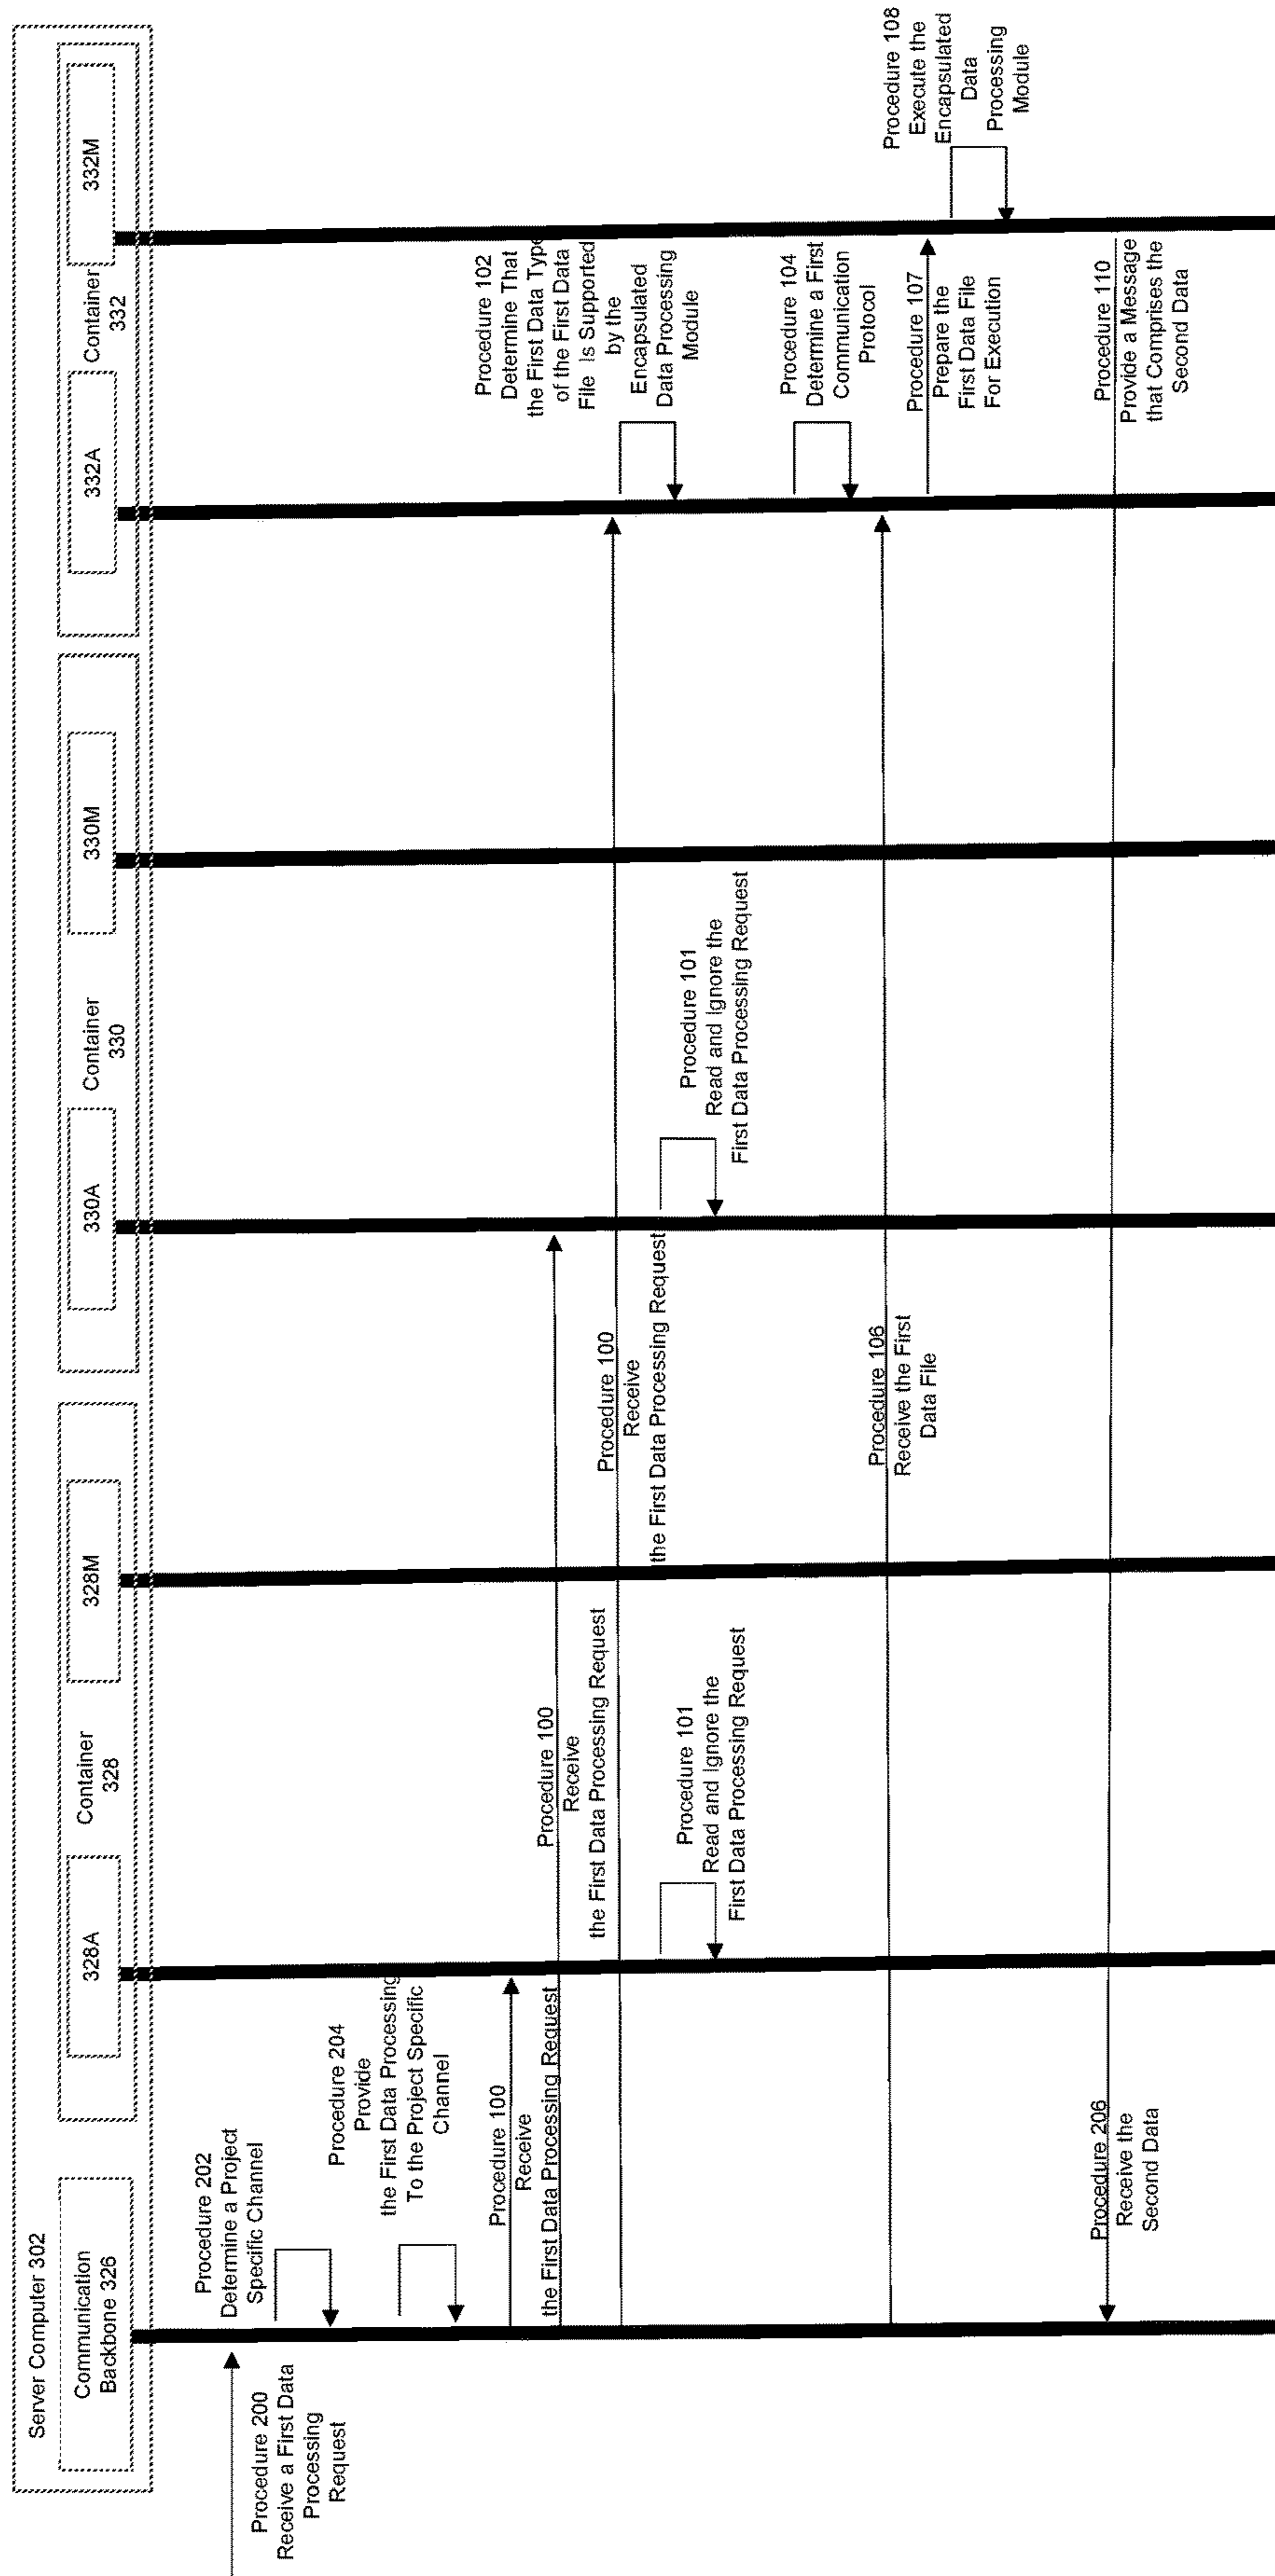 Server Computer 302
Communication
Backbone 326
328A
Container
328
328M
330A
Container
330
330M
332A
Container
332
332M
Procedure 200
Receive a First Data
Processing
Request
Procedure 202
Determine a Project
Specific Channel
Procedure 204
Provide
the First Data Processing
To the Project Specific
Channel
Procedure 100
Receive
the First Data Processing Request
Procedure 100
Receive
the First Data Processing Request
Procedure 100
Receive
the First Data Processing Request
Procedure 101
Read and Ignore the
First Data Processing Request
Procedure 101
Read and Ignore the
First Data Processing Request
Procedure 102
Determine That
the First Data Type
of the First Data
File Is Supported
by the
Encapsulated
Data Processing
Module
Procedure 104
Determine a First
Communication
Protocol
Procedure 106
Receive the First
Data File
Procedure 107
Prepare the
First Data File
For Execution
Procedure 108
Execute the
Encapsulated
Data
Processing
Module
Procedure 110
Provide a Message
that Comprises the
Second Data
Procedure 206
Receive the
Second Data